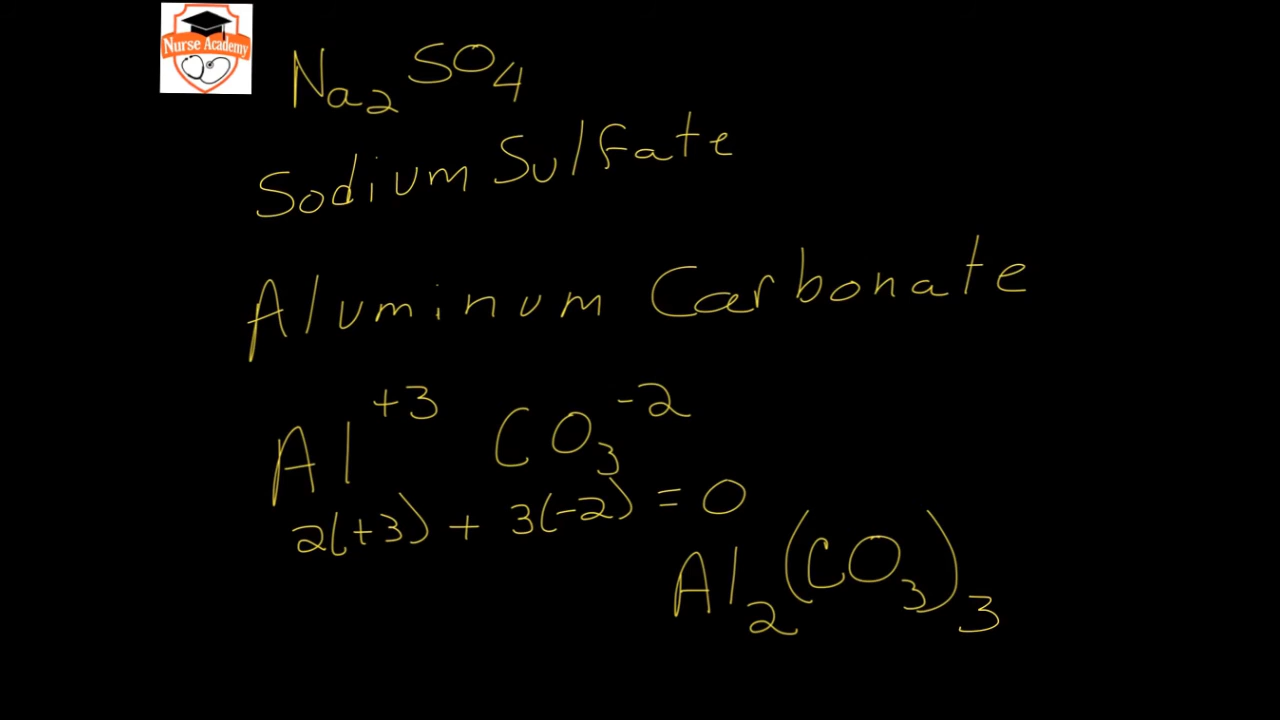 Nurse Academy
Na₂SO₄
Sodium Sulfate
Aluminum Carbonate
Al⁺³ CO₃⁻²
2(+3) + 3(-2) = 0
Al₂(CO₃)₃